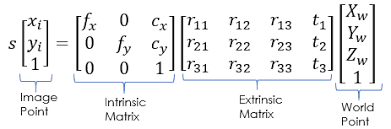 s [x_i y_i 1] = [f_x 0 c_x; 0 f_y c_y; 0 0 1] [r_11 r_12 r_13 t_1; r_21 r_22 r_23 t_2; r_31 r_32 r_33 t_3] [X_w Y_w Z_w 1]
Image Point
Intrinsic Matrix
Extrinsic Matrix
World Point